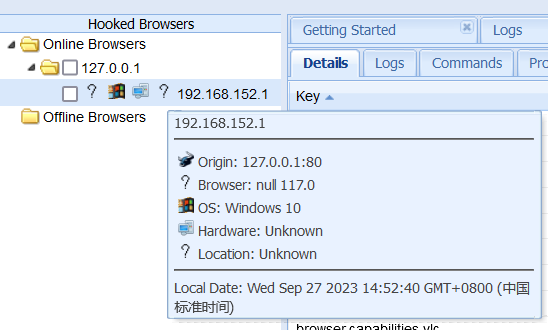 Hooked Browsers
Getting Started
Logs
Online Browsers
127.0.0.1
Details
Logs
Commands
192.168.152.1
Key
Offline Browsers
192.168.152.1
Origin: 127.0.0.1:80
Browser: null 117.0
OS: Windows 10
Hardware: Unknown
Location: Unknown
Local Date: Wed Sep 27 2023 14:52:40 GMT+0800 (中国
标准时间)
browser.capabilities.vlc